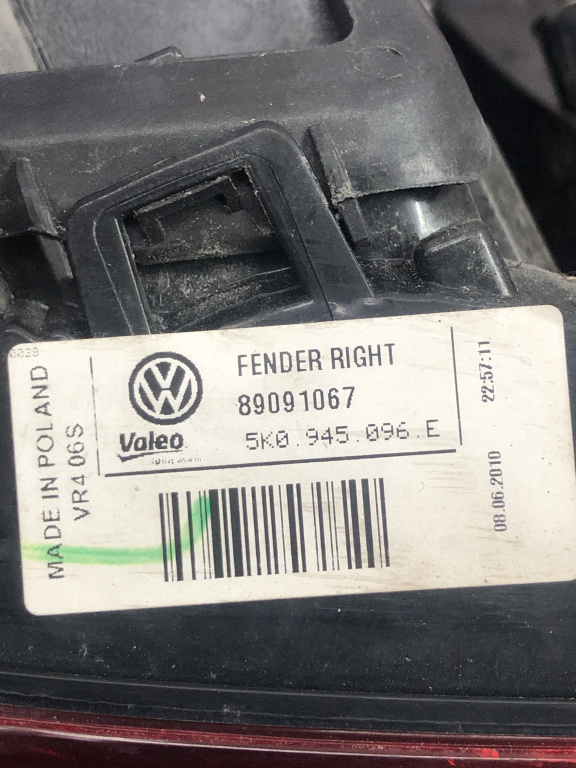 0028
MADE IN POLAND
VR4 06S
FENDER RIGHT
89091067
Valeo
5K0.945.096.E
22:57:11
08.06.2010